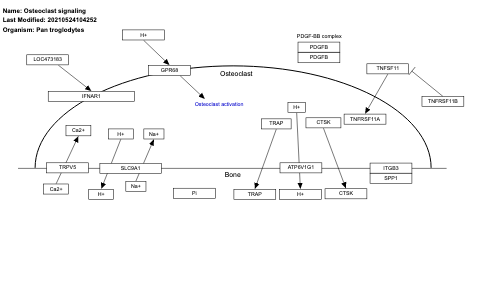 Name: Osteoclast signaling
Last Modified: 20210524104252
Organism: Pan troglodytes
H+
PDGF-BB complex
PDGFB
PDGFB
LOC473183
GPR68
Osteoclast
TNFSF11
IFNAR1
Osteoclast activation
TNFRSF11B
H+
TNFRSF11A
TRAP
CTSK
Ca2+
H+
Na+
TRPV5
SLC9A1
ATP6V1G1
ITGB3
Bone
SPP1
Ca2+
Na+
H+
PI
TRAP
H+
CTSK